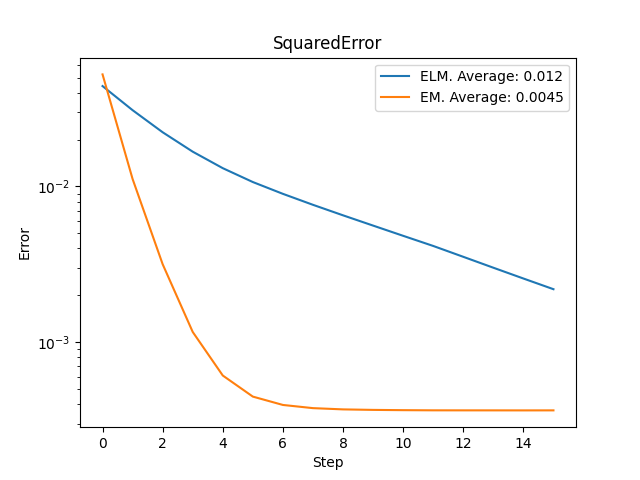 SquaredError
ELM. Average: 0.012
EM. Average: 0.0045
10⁻²
10⁻³
Error
0 2 4 6 8 10 12 14
Step